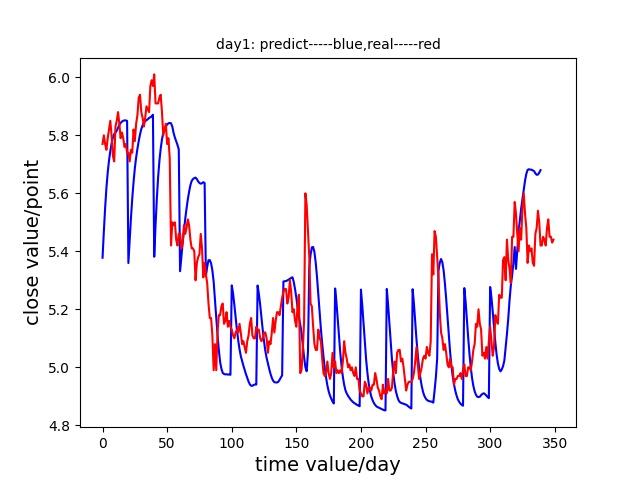 day1: predict-----blue,real-----red
6.0
5.8
5.6
5.4
5.2
5.0
4.8
close value/point
0 50 100 150 200 250 300 350
time value/day